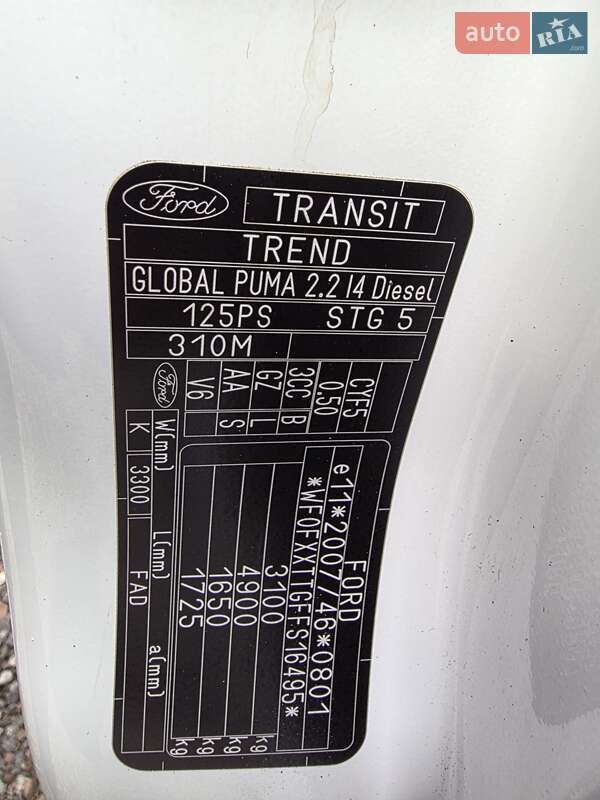 auto RIA .com
Ford TRANSIT
TREND
GLOBAL PUMA 2.2 I4 Diesel
125PS STG 5
310M
Ford
CYF5
0.50
3CC B
GZ L
AA S
V6
FORD
e11*2007/46*0801
*WF0FXXTTGFFS16495*
3100 kg
4900 kg
1650 kg
1725 kg
W(mm) L(mm) a(mm)
K 3300 FAD